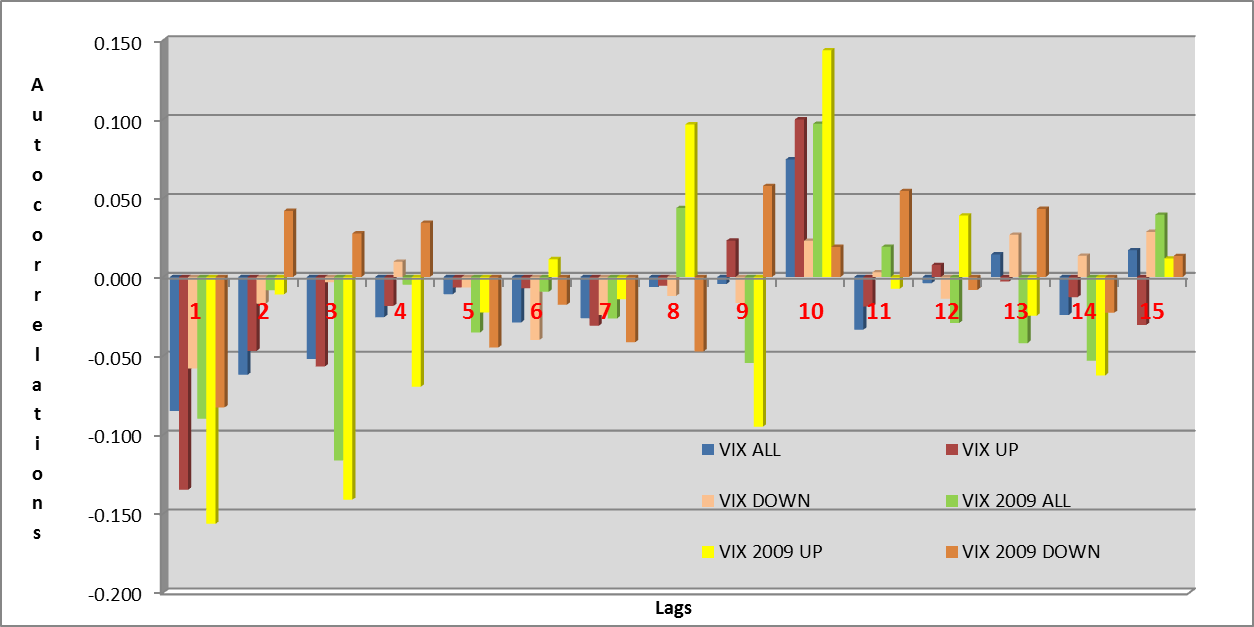 Autocorrelations
0.150
0.100
0.050
0.000
-0.050
-0.100
-0.150
-0.200
1 2 3 4 5 6 7 8 9 10 11 12 13 14 15
VIX ALL VIX UP
VIX DOWN VIX 2009 ALL
VIX 2009 UP VIX 2009 DOWN
Lags